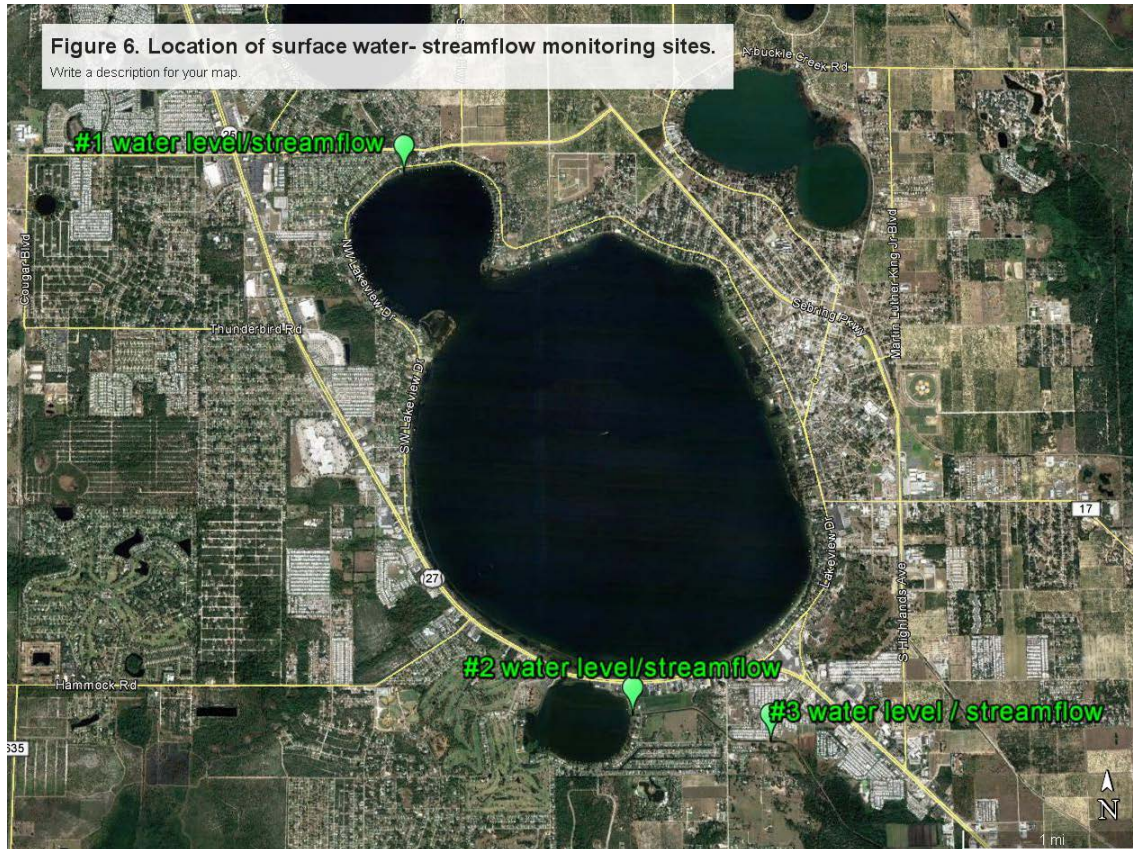 Figure 6. Location of surface water- streamflow monitoring sites.
Write a description for your map.
Arbuckle Creek Rd
25
#1 water level/streamflow
Cougar Blvd
NW Lakeview Dr
Martin Luther King Jr Blvd
Thunderbird Rd
Sebring Pkwy
SW Lakeview Dr
17
Lakeview Dr
27
S Highlands Ave
#2 water level/streamflow
Hammock Rd
#3 water level / streamflow
635
N
1 mi